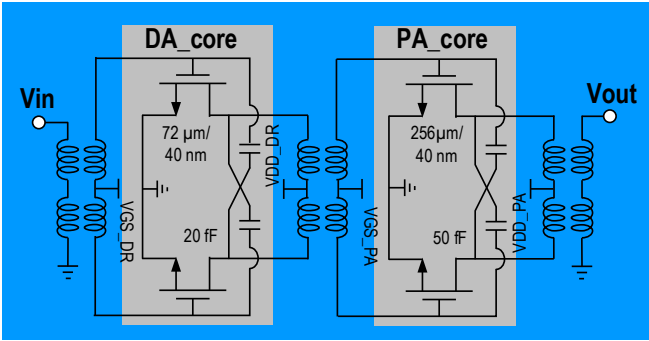 DA_core
PA_core
Vin
Vout
72 µm/
40 nm
VDD_DR
256µm/
40 nm
VGS_DR
20 fF
VGS_PA
50 fF
VDD_PA